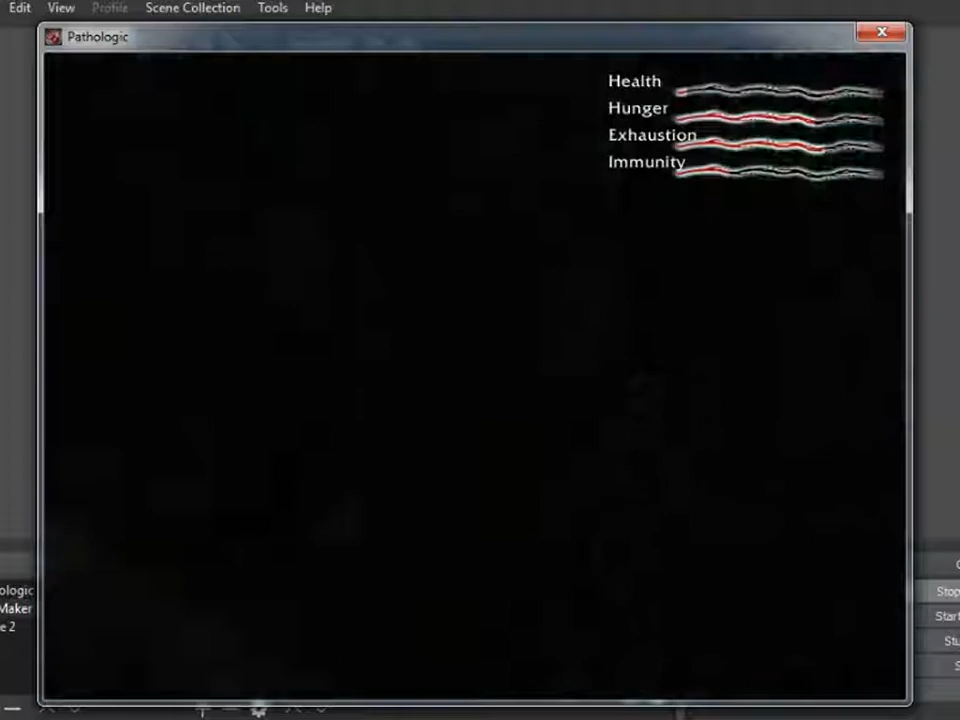 Edit View Profile Scene Collection Tools Help
Pathologic
Health
Hunger
Exhaustion
Immunity
ologic
Maker
e 2
Stop
Start